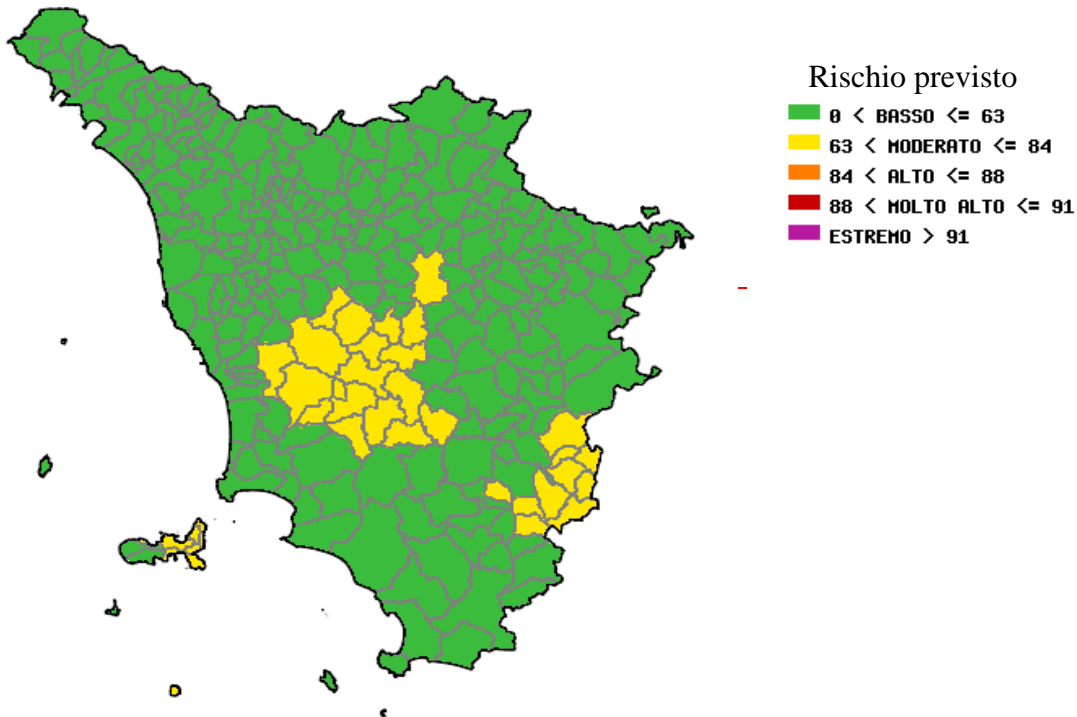 Rischio previsto
0 < BASSO <= 63
63 < MODERATO <= 84
84 < ALTO <= 88
88 < MOLTO ALTO <= 91
ESTREMO > 91